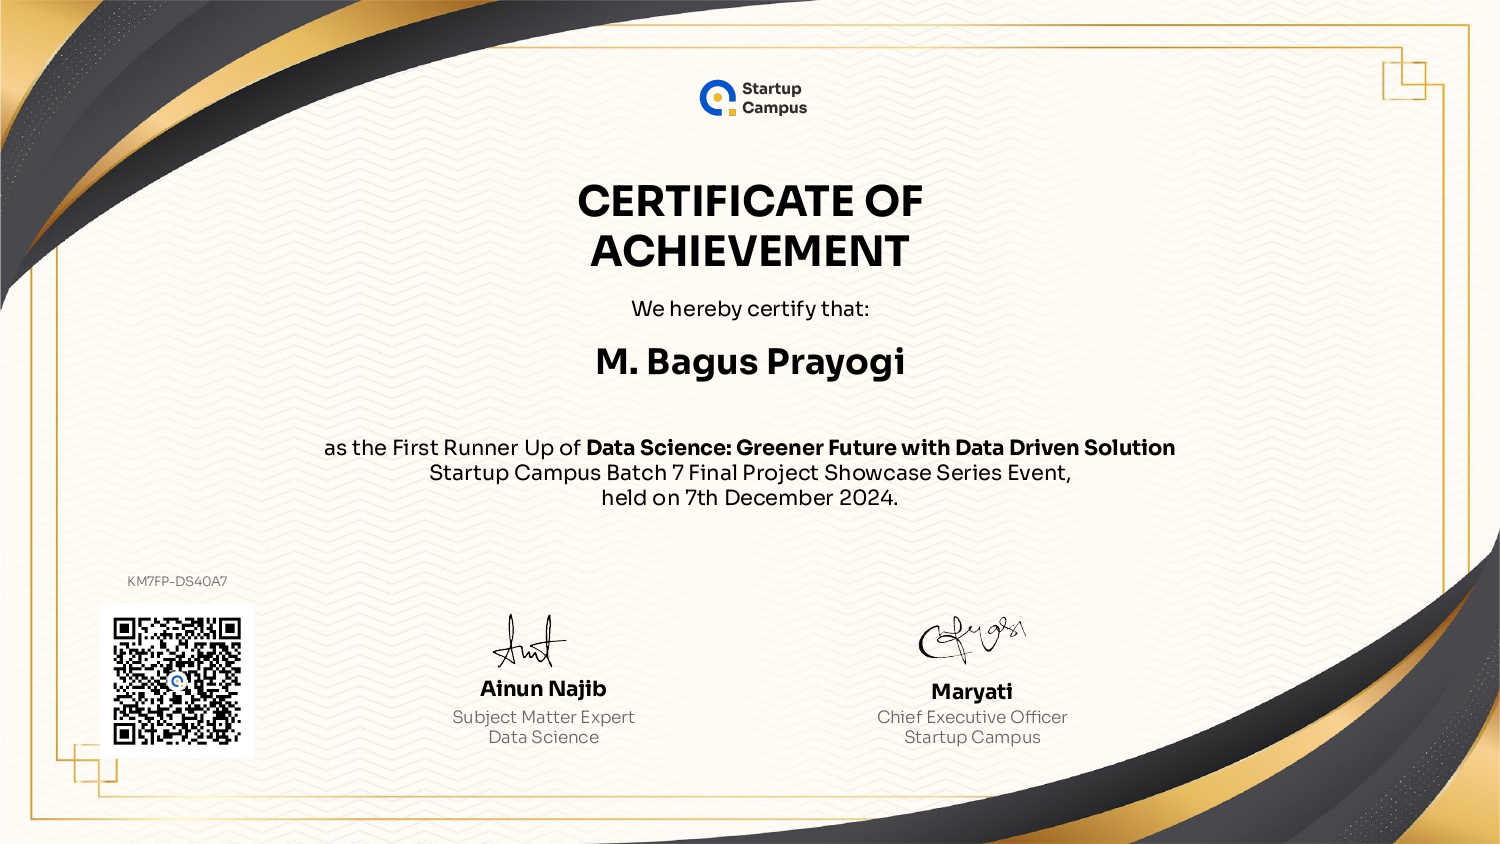 Startup
Campus
CERTIFICATE OF
ACHIEVEMENT
We hereby certify that:
M. Bagus Prayogi
as the First Runner Up of Data Science: Greener Future with Data Driven Solution
Startup Campus Batch 7 Final Project Showcase Series Event,
held on 7th December 2024.
KM7FP-DS40A7
Ainun Najib
Subject Matter Expert
Data Science
Maryati
Chief Executive Officer
Startup Campus